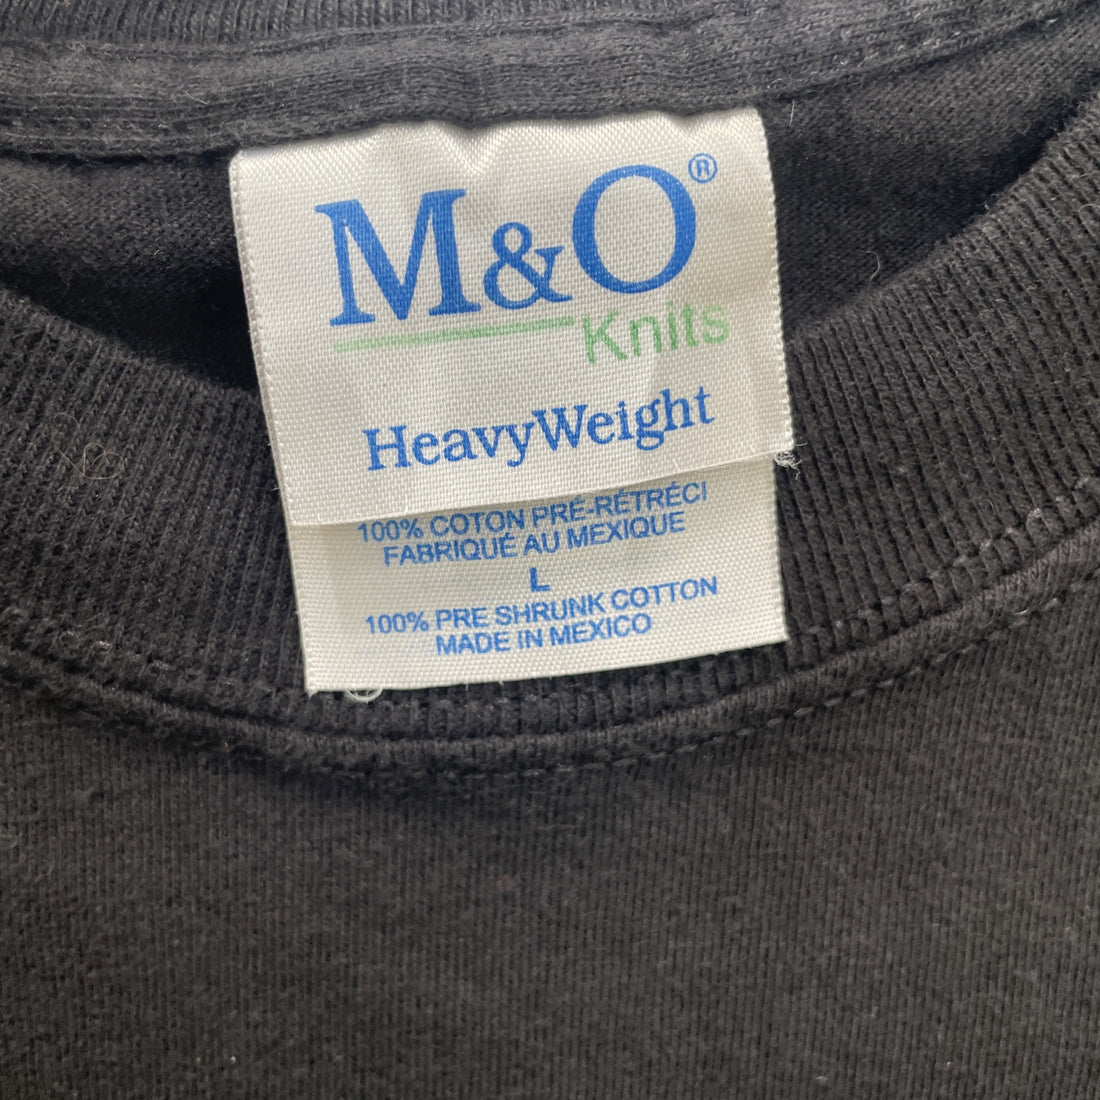 M&O®
Knits
HeavyWeight
100% COTON PRÉ-RÉTRÉCI
FABRIQUÉ AU MEXIQUE
L
100% PRE SHRUNK COTTON
MADE IN MEXICO